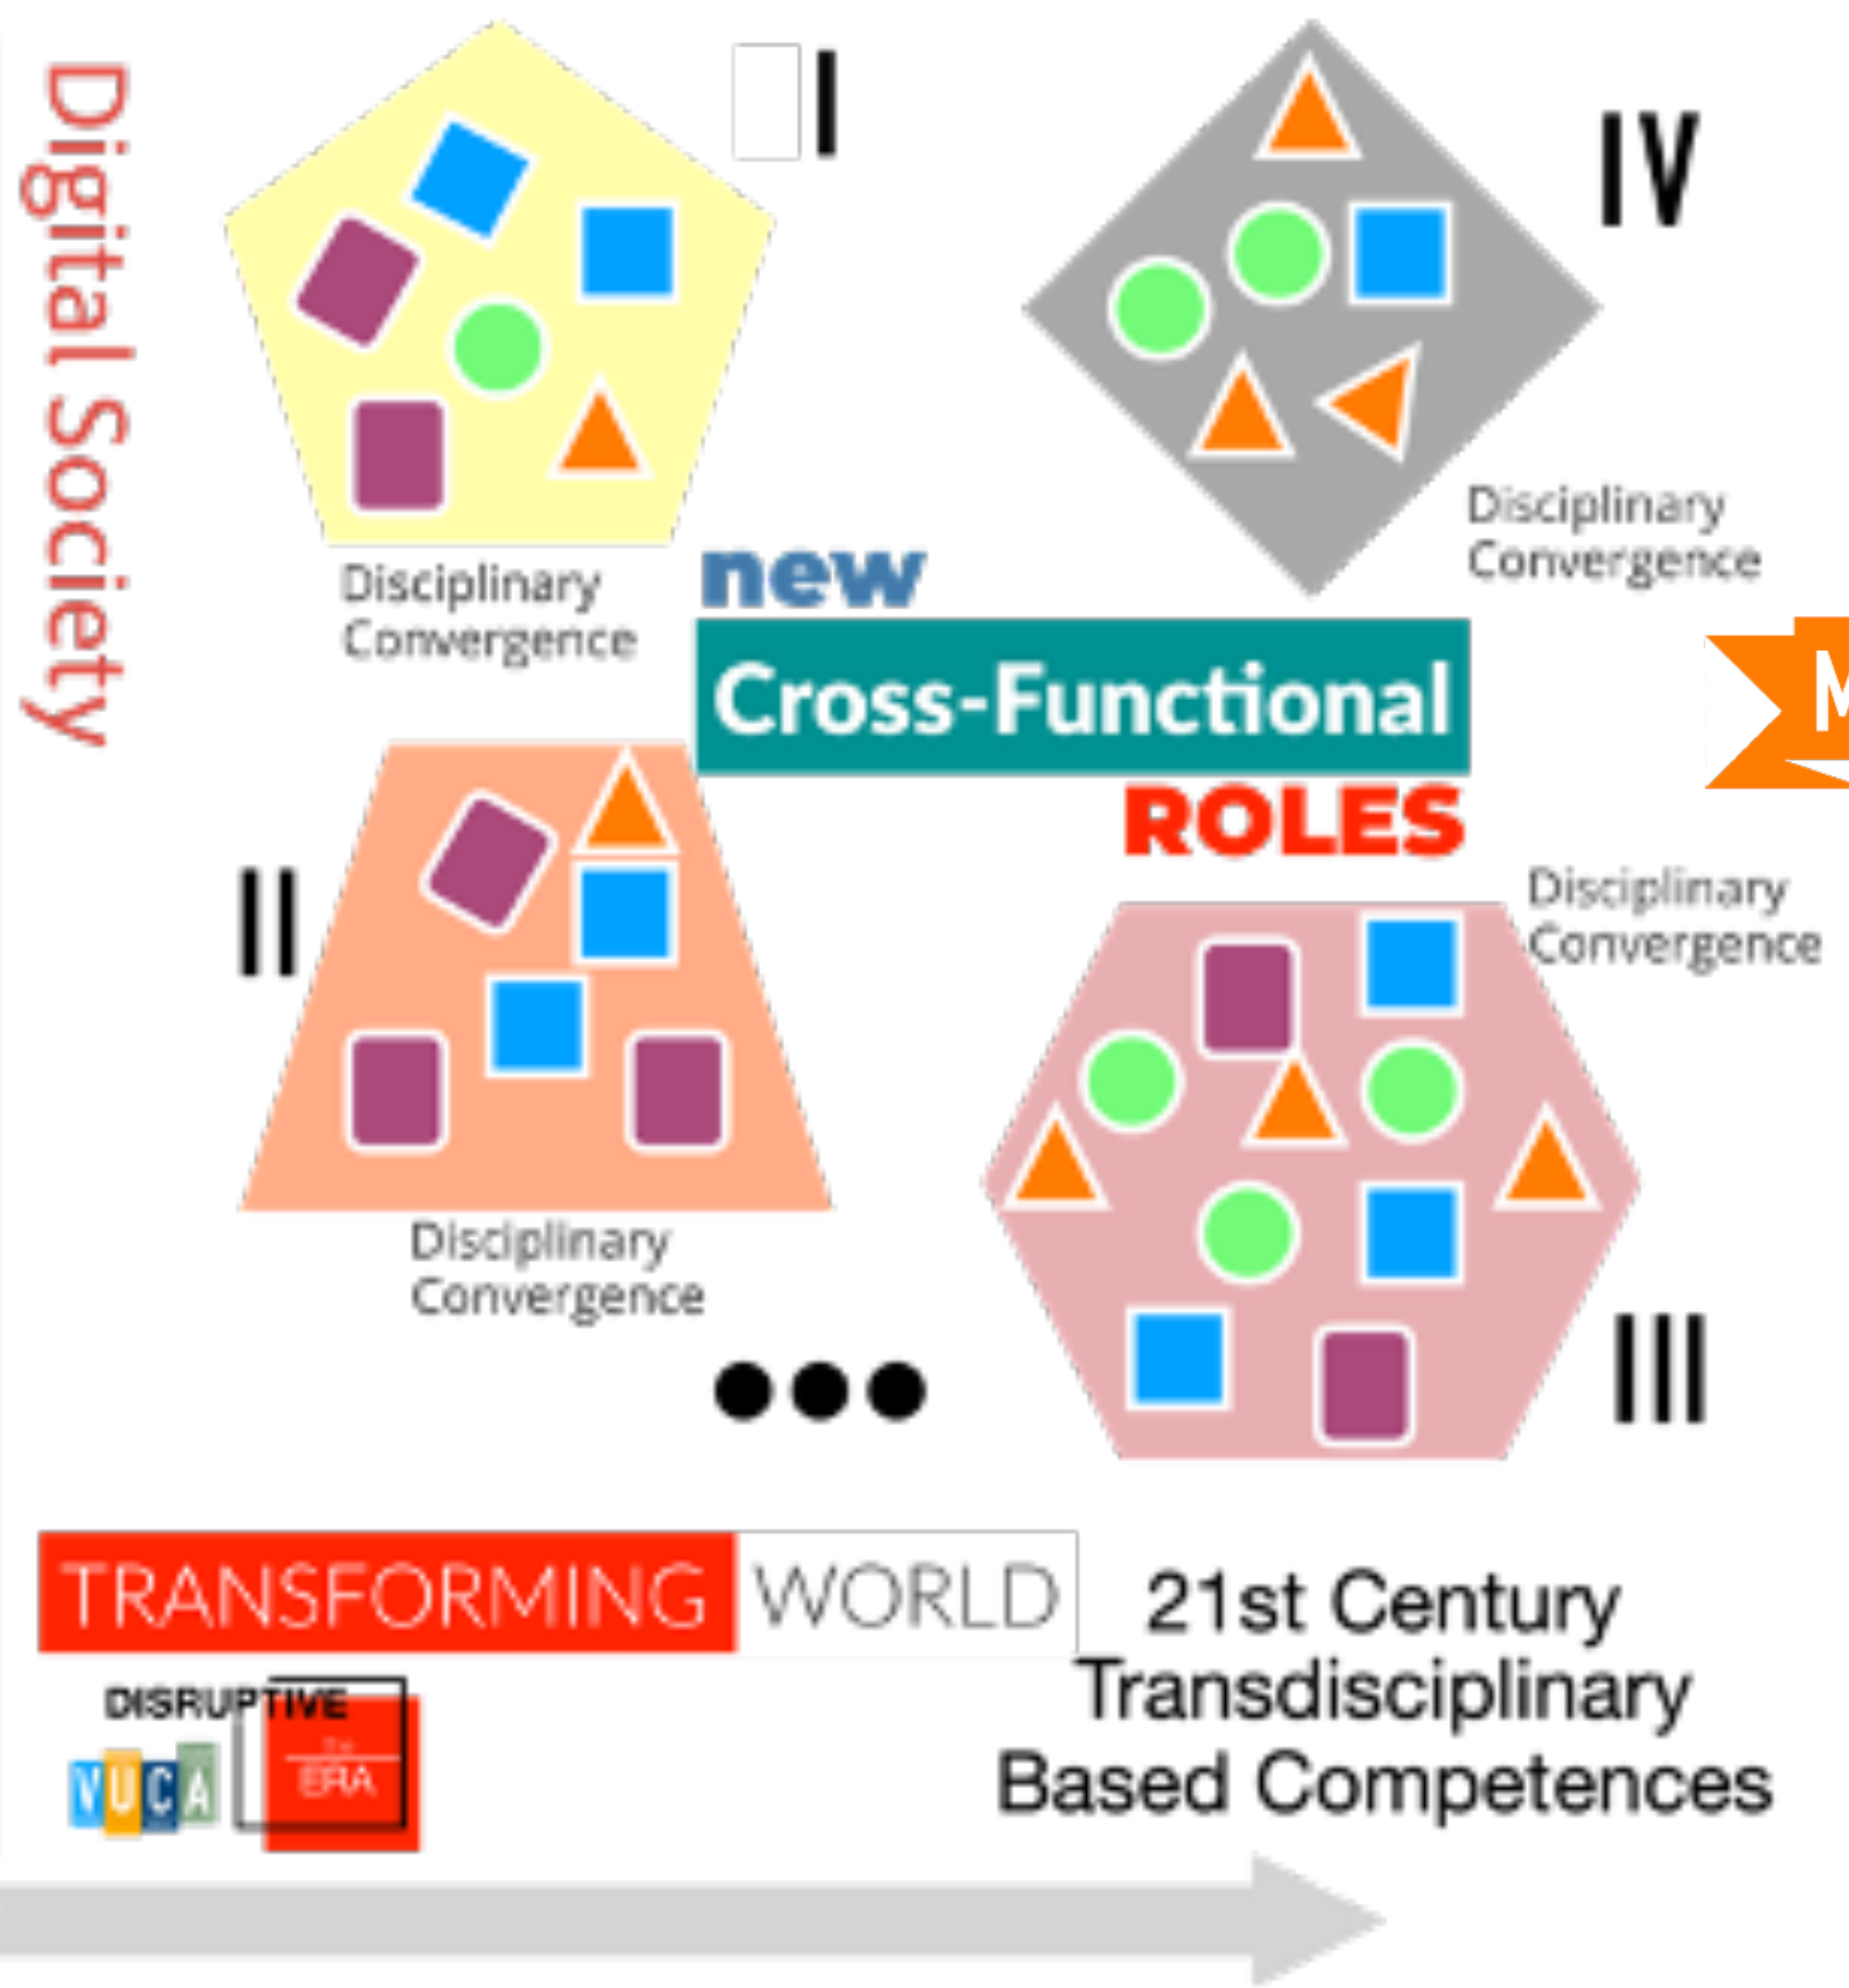 Digital Society
I
IV
Disciplinary
Convergence
Disciplinary
Convergence
new
Cross-Functional
M
ROLES
II
Disciplinary
Convergence
Disciplinary
Convergence
III
•••
TRANSFORMING WORLD
21st Century
Transdisciplinary
Based Competences
DISRUPTIVE
VUCA
ERA